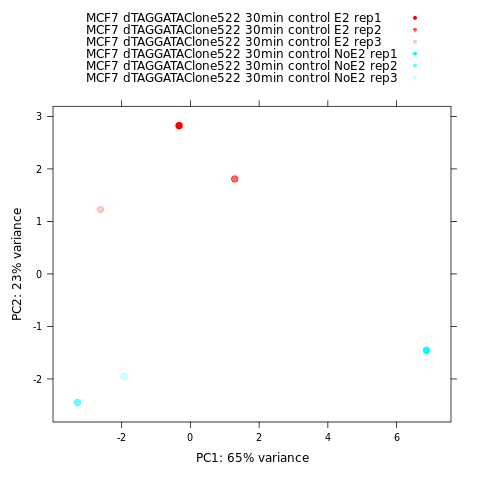 MCF7 dTAGGATAClone522 30min control E2 rep1
MCF7 dTAGGATAClone522 30min control E2 rep2
MCF7 dTAGGATAClone522 30min control E2 rep3
MCF7 dTAGGATAClone522 30min control NoE2 rep1
MCF7 dTAGGATAClone522 30min control NoE2 rep2
MCF7 dTAGGATAClone522 30min control NoE2 rep3
3
2
1
0
-1
-2
PC2: 23% variance
-2 0 2 4 6
PC1: 65% variance